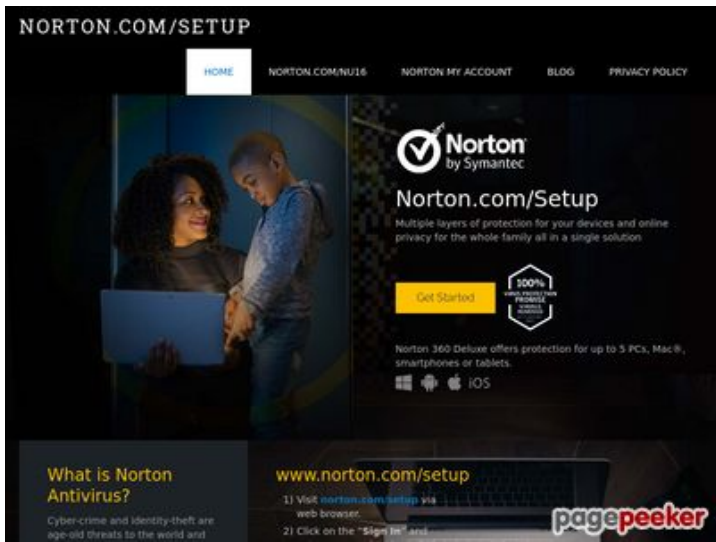 NORTON.COM/SETUP
HOME NORTON.COM/NU16 NORTON MY ACCOUNT BLOG PRIVACY POLICY
Norton
by Symantec
Norton.com/Setup
Multiple layers of protection for your devices and online
privacy for the whole family all in a single solution
Get Started
100%
VIRUS PROTECTION
PROMISE
Norton 360 Deluxe offers protection for up to 5 PCs, Mac®,
smartphones or tablets.
iOS
What is Norton
Antivirus?
Cyber-crime and identity-theft are
age-old threats to the world and
www.norton.com/setup
1) Visit norton.com/setup via
web browser.
2) Click on the "Sign In" and
pagepeeker